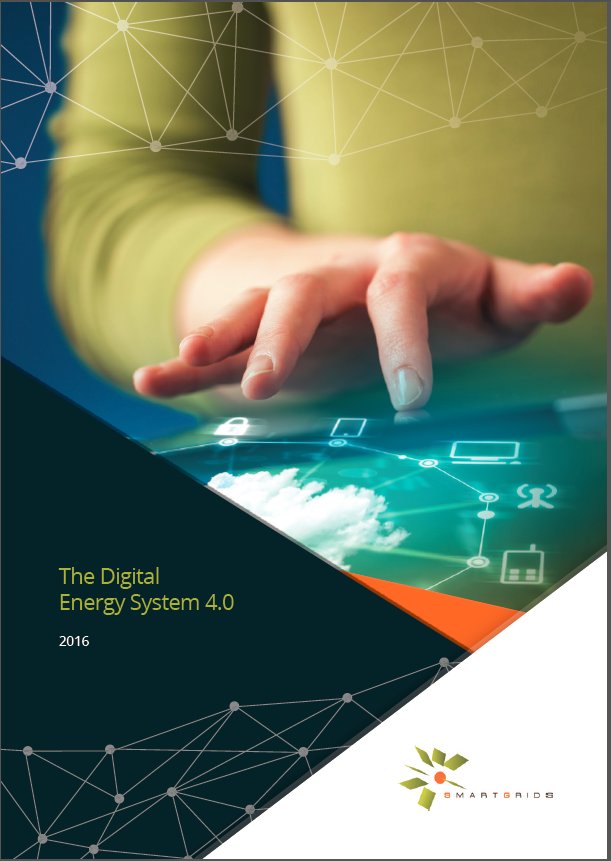 The Digital
Energy System 4.0
2016
SMARTGRIDS